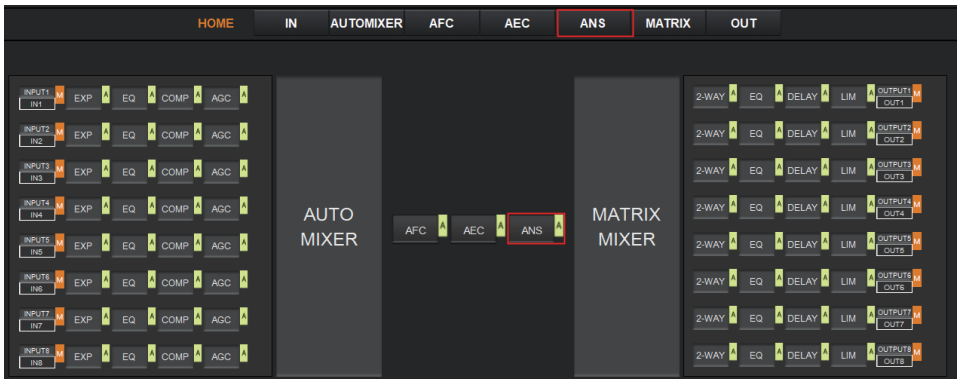 HOME IN AUTOMIXER AFC AEC ANS MATRIX OUT
INPUT1 M EXP A EQ A COMP A AGC A
IN1
INPUT2 M EXP A EQ A COMP A AGC A
IN2
INPUT3 M EXP A EQ A COMP A AGC A
IN3
INPUT4 M EXP A EQ A COMP A AGC A
IN4
INPUT5 M EXP A EQ A COMP A AGC A
IN5
INPUT6 M EXP A EQ A COMP A AGC A
IN6
INPUT7 M EXP A EQ A COMP A AGC A
IN7
INPUT8 M EXP A EQ A COMP A AGC A
IN8
AUTO
MIXER
AFC A AEC A ANS A
MATRIX
MIXER
2-WAY A EQ A DELAY A LIM A OUTPUT1 M
OUT1
2-WAY A EQ A DELAY A LIM A OUTPUT2 M
OUT2
2-WAY A EQ A DELAY A LIM A OUTPUT3 M
OUT3
2-WAY A EQ A DELAY A LIM A OUTPUT4 M
OUT4
2-WAY A EQ A DELAY A LIM A OUTPUT5 M
OUT5
2-WAY A EQ A DELAY A LIM A OUTPUT6 M
OUT6
2-WAY A EQ A DELAY A LIM A OUTPUT7 M
OUT7
2-WAY A EQ A DELAY A LIM A OUTPUT8 M
OUT8